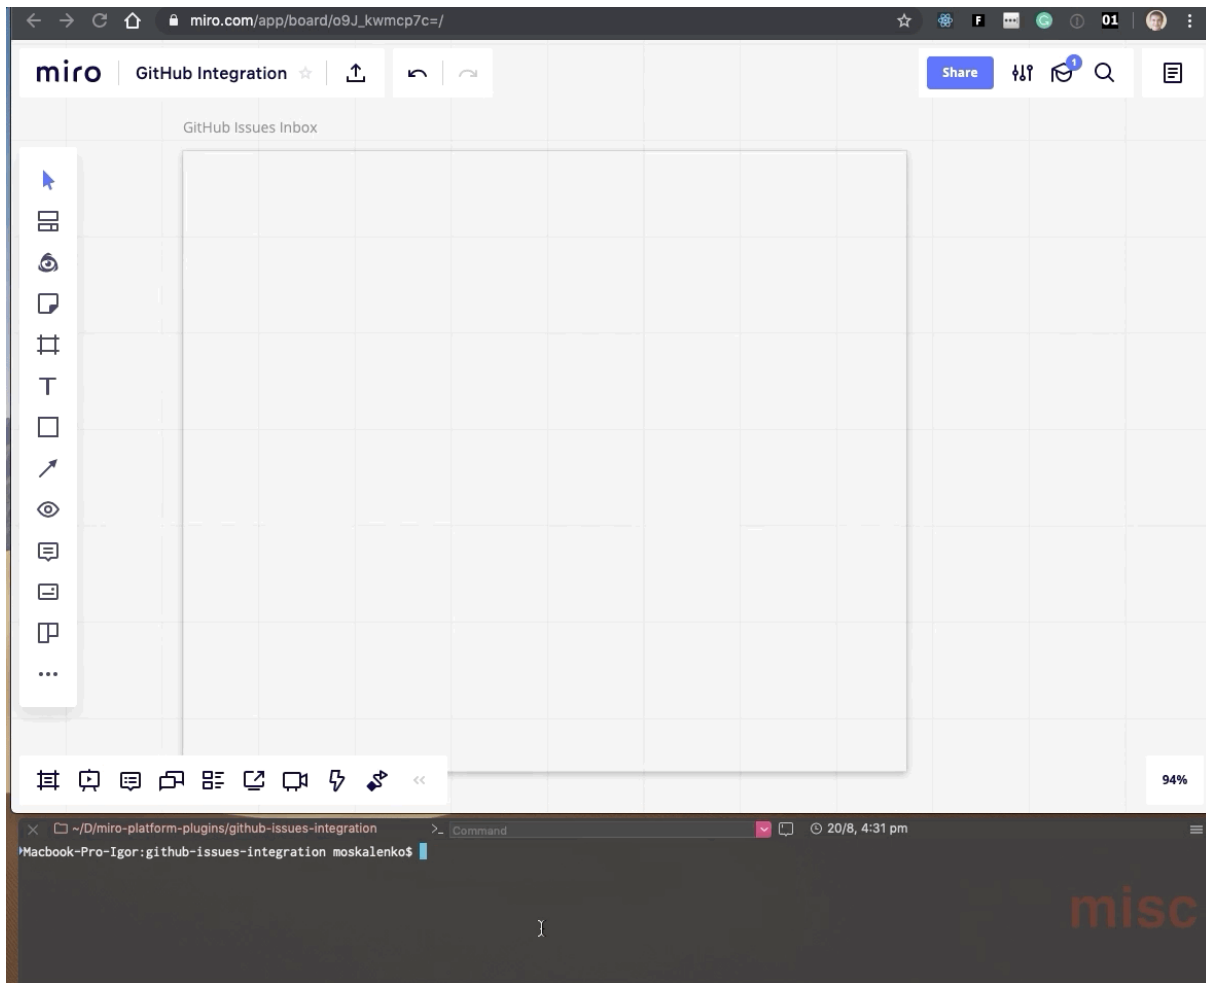 miro.com/app/board/o9J_kwmcp7c=/
F
01
miro
GitHub Integration
Share
1
GitHub Issues Inbox
T
94%
~/D/miro-platform-plugins/github-issues-integration
>_ Command
20/8, 4:31 pm
Macbook-Pro-Igor:github-issues-integration moskalenko$
misc